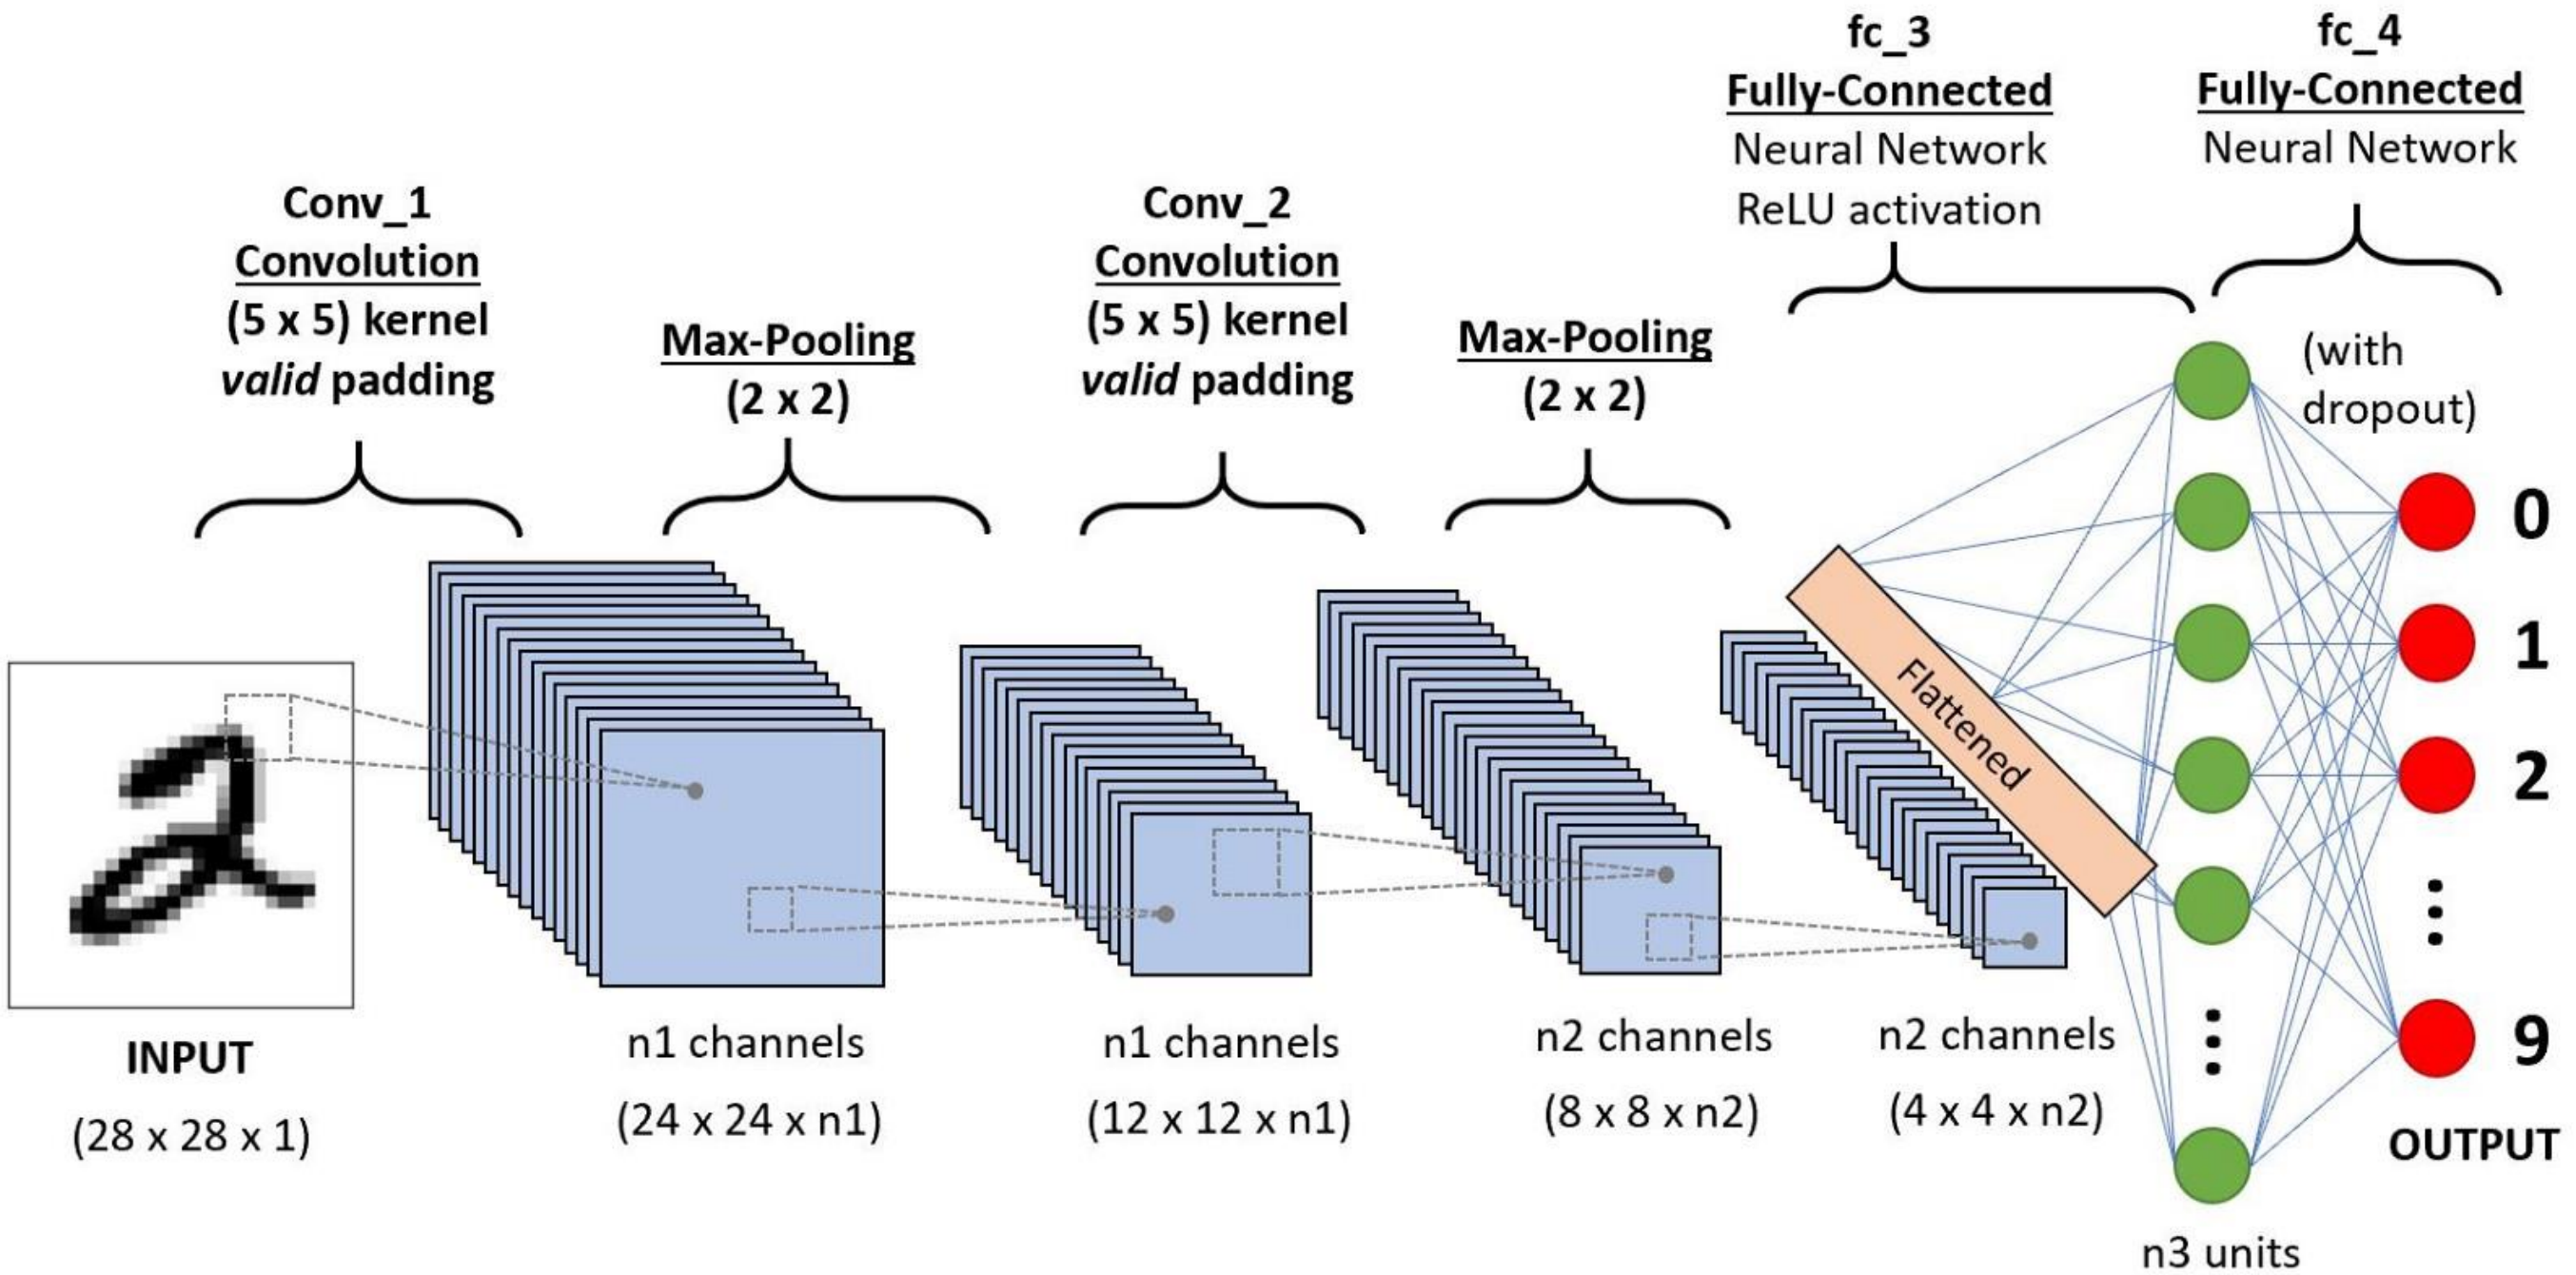 fc_3
Fully-Connected
Neural Network
ReLU activation
fc_4
Fully-Connected
Neural Network
Conv_1
Convolution
(5 x 5) kernel
valid padding
Max-Pooling
(2 x 2)
Conv_2
Convolution
(5 x 5) kernel
valid padding
Max-Pooling
(2 x 2)
(with
dropout)
Flattened
0
1
2
9
INPUT
(28 x 28 x 1)
n1 channels
(24 x 24 x n1)
n1 channels
(12 x 12 x n1)
n2 channels
(8 x 8 x n2)
n2 channels
(4 x 4 x n2)
OUTPUT
n3 units